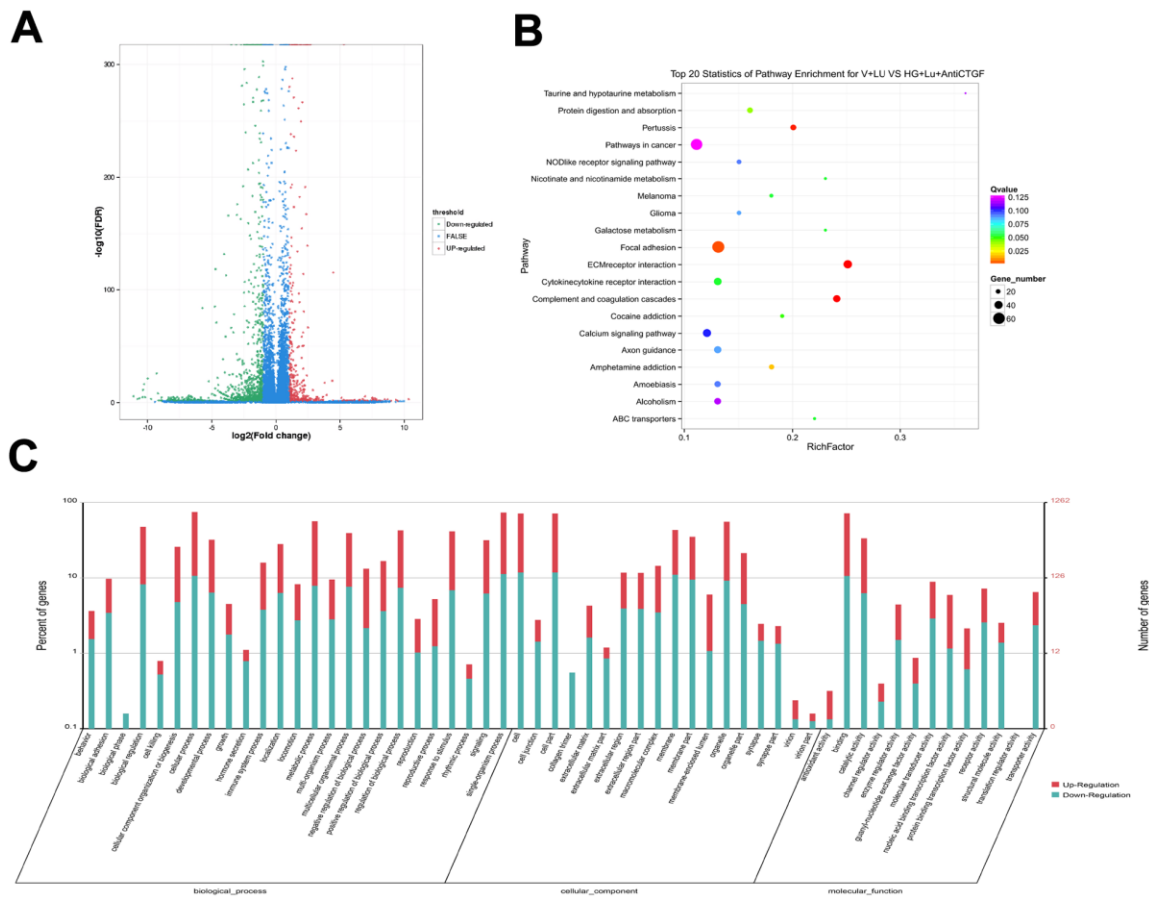 A
300
200
100
0
-log10(FDR)
-10
-5
0
5
10
log2(Fold change)
threshold
Down-regulated
FALSE
UP-regulated
B
Top 20 Statistics of Pathway Enrichment for V+LU VS HG+Lu+AntiCTGF
Pathway
Taurine and hypotaurine metabolism
Protein digestion and absorption
Pertussis
Pathways in cancer
NODlike receptor signaling pathway
Nicotinate and nicotinamide metabolism
Melanoma
Glioma
Galactose metabolism
Focal adhesion
ECMreceptor interaction
Cytokinecytokine receptor interaction
Complement and coagulation cascades
Cocaine addiction
Calcium signaling pathway
Axon guidance
Amphetamine addiction
Amoebiasis
Alcoholism
ABC transporters
0.1
0.2
0.3
RichFactor
Qvalue
0.125
0.100
0.075
0.050
0.025
Gene_number
20
40
60
C
Percent of genes
100
10
1
0.1
Number of genes
1262
126
12
0
behavior
biological adhesion
biological phase
biological regulation
cell killing
cellular component organization or biogenesis
cellular process
developmental process
growth
hormone secretion
immune system process
localization
locomotion
metabolic process
multi-organism process
multicellular organismal process
negative regulation of biological process
positive regulation of biological process
regulation of biological process
reproduction
reproductive process
response to stimulus
rhythmic process
signaling
single-organism process
cell
cell junction
cell part
collagen trimer
extracellular matrix
extracellular matrix part
extracellular region
extracellular region part
macromolecular complex
membrane
membrane part
membrane-enclosed lumen
organelle
organelle part
synapse
synapse part
virion
virion part
antioxidant activity
binding
catalytic activity
channel regulator activity
enzyme regulator activity
guanyl-nucleotide exchange factor activity
molecular transducer activity
nucleic acid binding transcription factor activity
protein binding transcription factor activity
receptor activity
structural molecule activity
translation regulator activity
transporter activity
Up-Regulation
Down-Regulation
biological_process
cellular_component
molecular_function